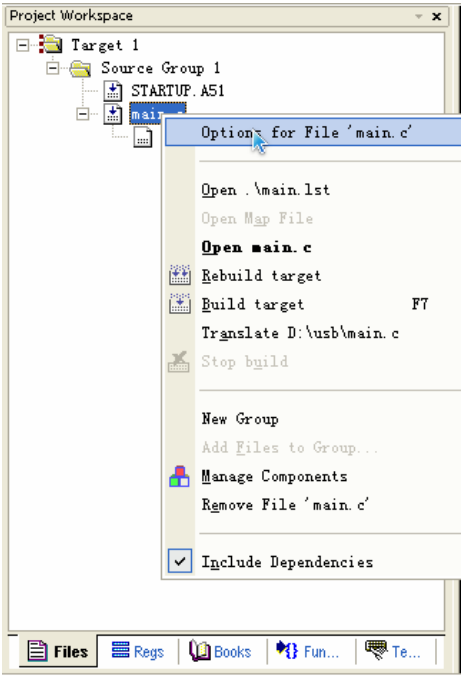 Project Workspace
Target 1
Source Group 1
STARTUP.A51
main.c
Options for File 'main.c'
Open .\main.lst
Open Map File
Open main.c
Rebuild target
Build target F7
Translate D:\usb\main.c
Stop build
New Group
Add Files to Group...
Manage Components
Remove File 'main.c'
Include Dependencies
Files Regs Books Fun... Te...